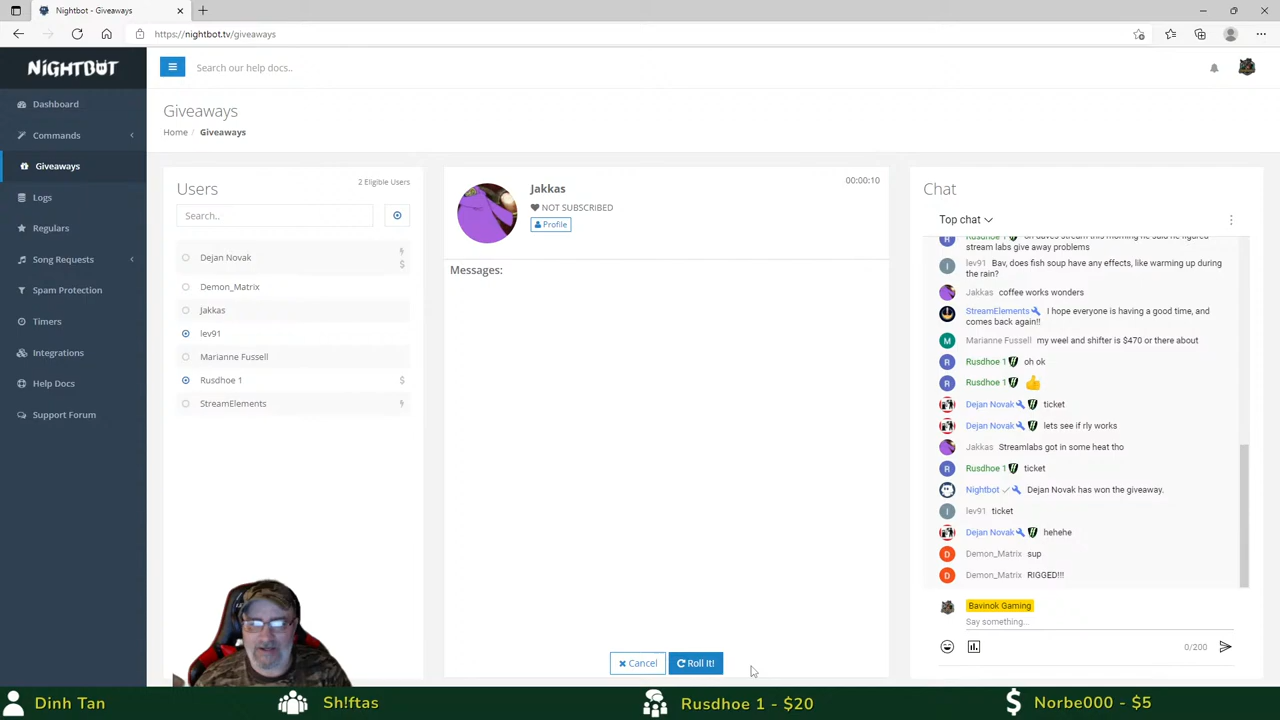 Nightbot - Giveaways
https://nightbot.tv/giveaways
NiGHTBOT
Search our help docs..
Dashboard
Commands
Giveaways
Logs
Regulars
Song Requests
Spam Protection
Timers
Integrations
Help Docs
Support Forum
Giveaways
Home / Giveaways
Users
2 Eligible Users
Search..
Dejan Novak
$
Demon_Matrix
Jakkas
lev91
Marianne Fussell
Rusdhoe 1 $
StreamElements
Jakkas
00:00:10
NOT SUBSCRIBED
Profile
Messages:
Cancel
Roll It!
Chat
Top chat
stream labs give away problems
lev91 Bav, does fish soup have any effects, like warming up during
the rain?
Jakkas coffee works wonders
StreamElements I hope everyone is having a good time, and
comes back again!!
M Marianne Fussell my weel and shifter is $470 or there about
R Rusdhoe 1 oh ok
R Rusdhoe 1 👍
Dejan Novak ticket
Dejan Novak lets see if rly works
Jakkas Streamlabs got in some heat tho
R Rusdhoe 1 ticket
Nightbot Dejan Novak has won the giveaway.
I lev91 ticket
Dejan Novak hehehe
D Demon_Matrix sup
D Demon_Matrix RIGGED!!!
Bavinok Gaming
Say something...
0/200
Dinh Tan
Sh!ftas
Rusdhoe 1 - $20
$ Norbe000 - $5